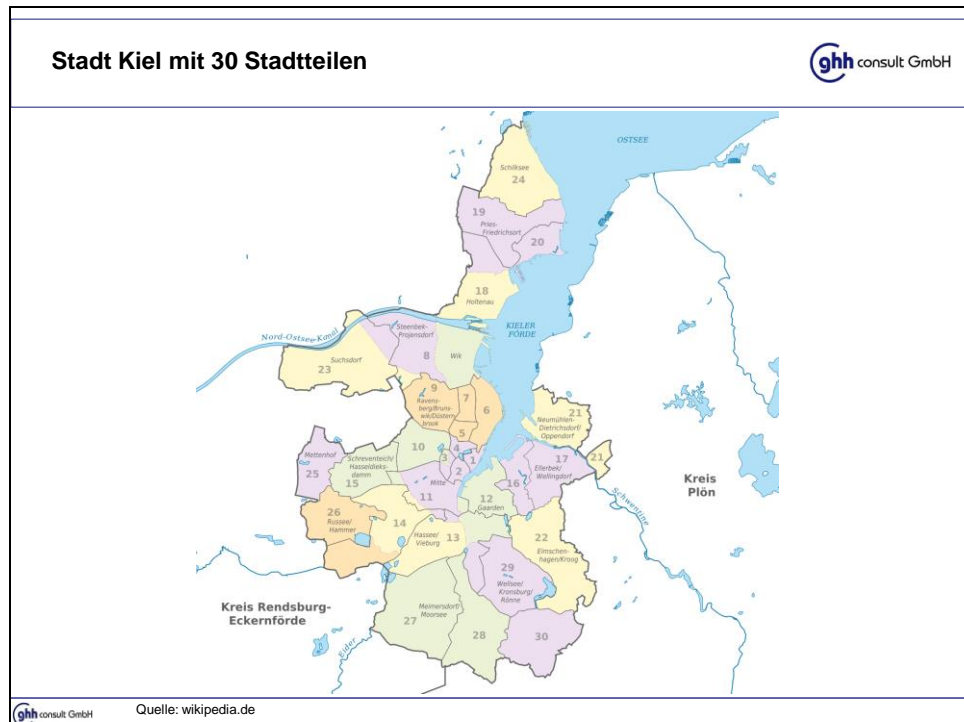 Stadt Kiel mit 30 Stadtteilen
ghh consult GmbH
OSTSEE
Schilksee
24
19
Pries-
Friedrichsort
20
18
Holtenau
Nord-Ostsee-Kanal
Steenbek-
Projensdorf
8
Wik
KIELER
FÖRDE
Suchsdorf
23
9
Ravens-
berg/Bruns-
wik/Düstern-
brook
7
6
5
21
Neumühlen-
Dietrichsdorf/
Oppendorf
10
4
3
1
2
Mettenhof
25
Schreventeich/
Hasseldieks-
damm
15
17
Ellerbek/
Wellingdorf
21
16
Mitte
11
12
Gaarden
Kreis
Plön
Schwentine
26
Russee/
Hammer
14
Hassee/
Vieburg
13
22
Elmschen-
hagen/Kroog
29
Wellsee/
Kronsburg/
Rönne
Kreis Rendsburg-
Eckernförde
Meimersdorf/
Moorsee
27
28
30
Eider
ghh consult GmbH
Quelle: wikipedia.de